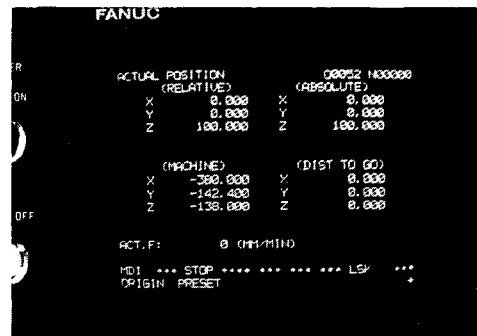 FANUC
ER
ON
OFF
ACTUAL POSITION O0052 N00000
(RELATIVE) (ABSOLUTE)
X 0.000 X 0.000
Y 0.000 Y 0.000
Z 100.000 Z 100.000
(MACHINE) (DIST TO GO)
X -380.000 X 0.000
Y -142.400 Y 0.000
Z -138.000 Z 0.000
ACT.F: 0 (MM/MIN)
MDI *** STOP **** *** *** *** LSK ***
ORIGIN PRESET +